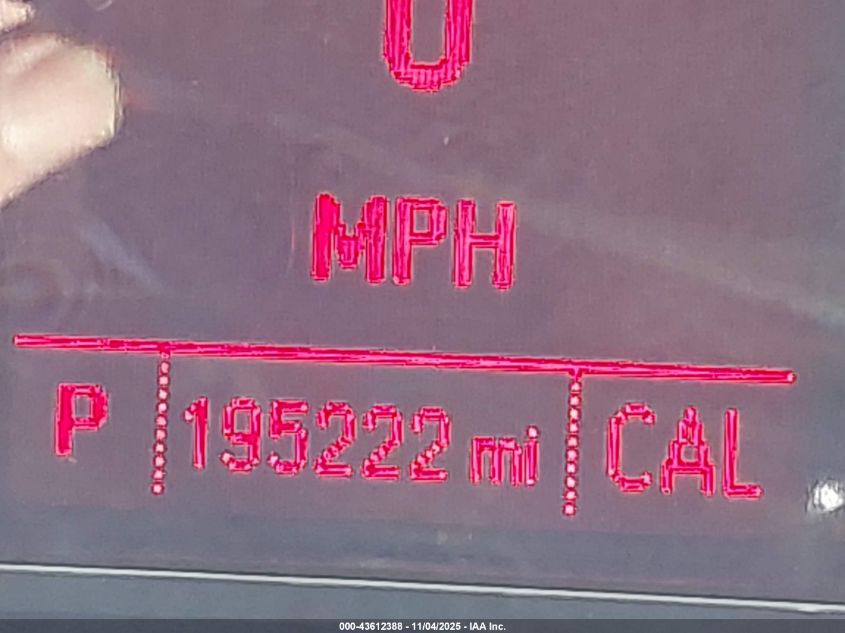 0
MPH
P 195222 mi CAL
000-43612388 - 11/04/2025 - IAA Inc.